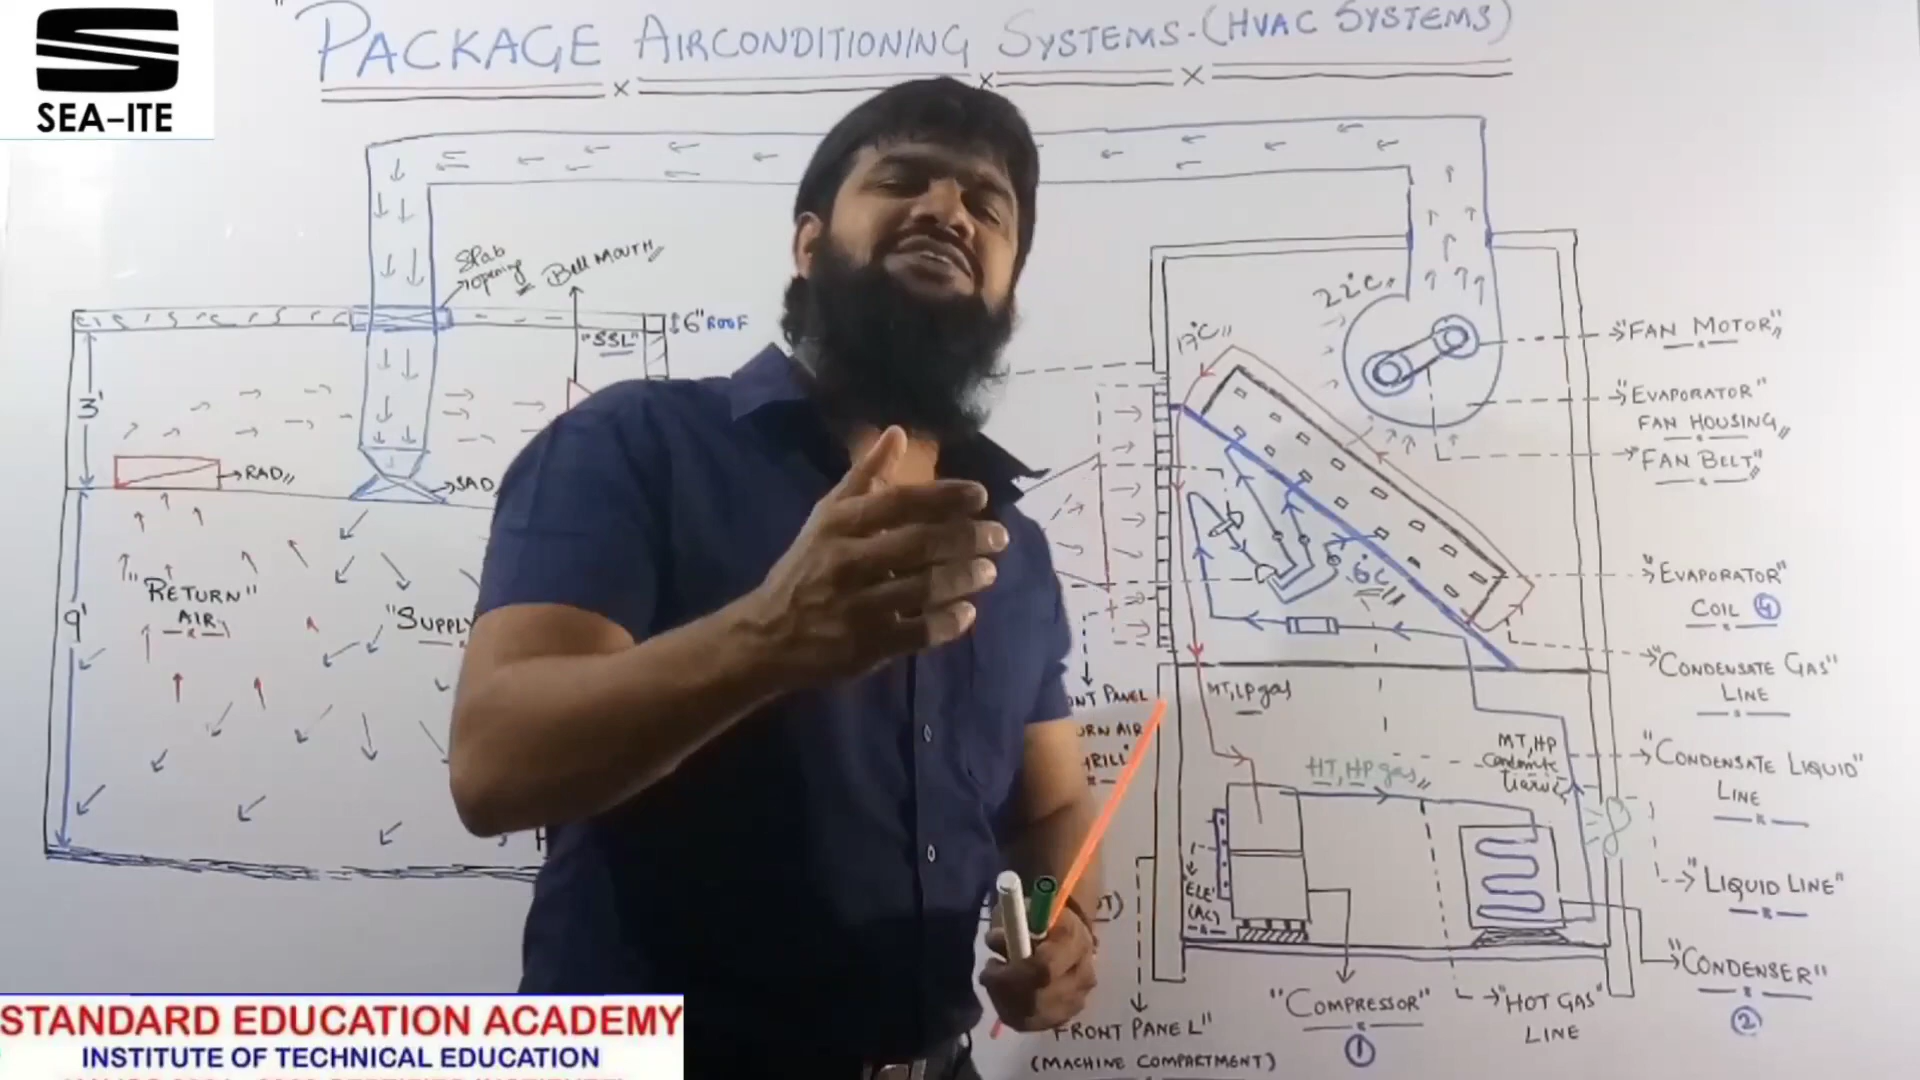 "PACKAGE AIRCONDITIONING SYSTEMS-(HVAC SYSTEMS)
SEA-ITE
Slab
opening
Bell MOUTH
"SSL"
6" ROOF
3'
RAD
SAD
9'
"RETURN"
AIR
"SUPPLY
22°C
17°C
6°C
"FAN MOTOR"
"EVAPORATOR"
FAN HOUSING
"FAN BELT"
"EVAPORATOR"
COIL 4
"CONDENSATE GAS"
LINE
"CONDENSATE LIQUID"
LINE
"LIQUID LINE"
"CONDENSER"
2
MT, LP gas
HT, HP gas
MT, HP
PANEL
AIR
ELE'
(AC)
"COMPRESSOR"
1
"HOT GAS"
LINE
FRONT PANEL"
(MACHINE COMPARTMENT)
STANDARD EDUCATION ACADEMY
INSTITUTE OF TECHNICAL EDUCATION